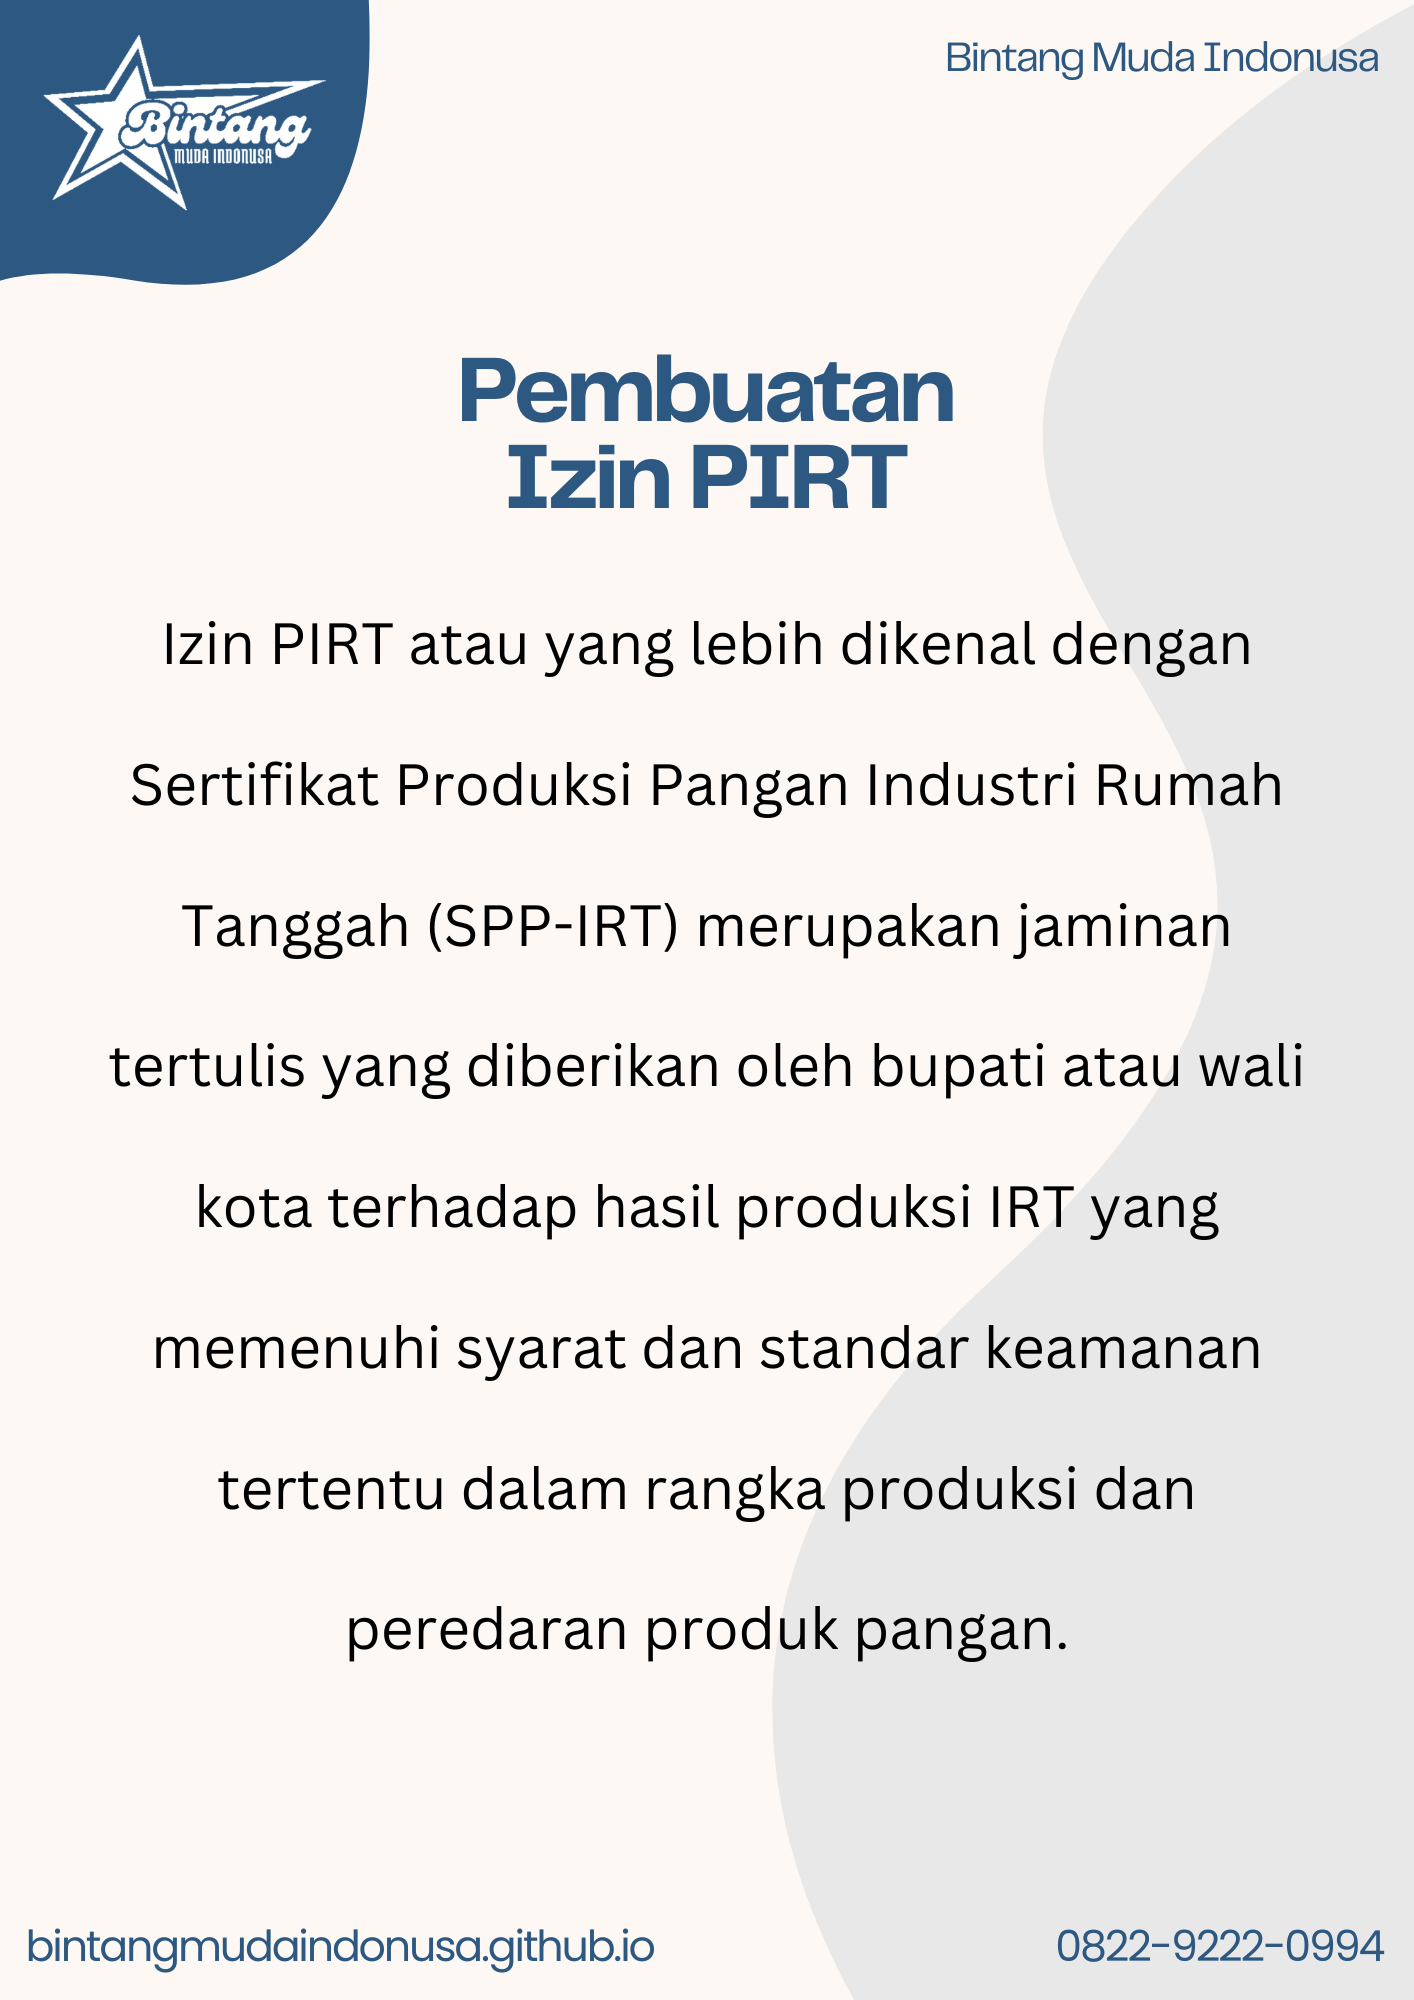 Bintang
MUDA INDONUSA
Bintang Muda Indonusa
Pembuatan
Izin PIRT
Izin PIRT atau yang lebih dikenal dengan
Sertifikat Produksi Pangan Industri Rumah
Tanggah (SPP-IRT) merupakan jaminan
tertulis yang diberikan oleh bupati atau wali
kota terhadap hasil produksi IRT yang
memenuhi syarat dan standar keamanan
tertentu dalam rangka produksi dan
peredaran produk pangan.
bintangmudaindonusa.github.io
0822-9222-0994